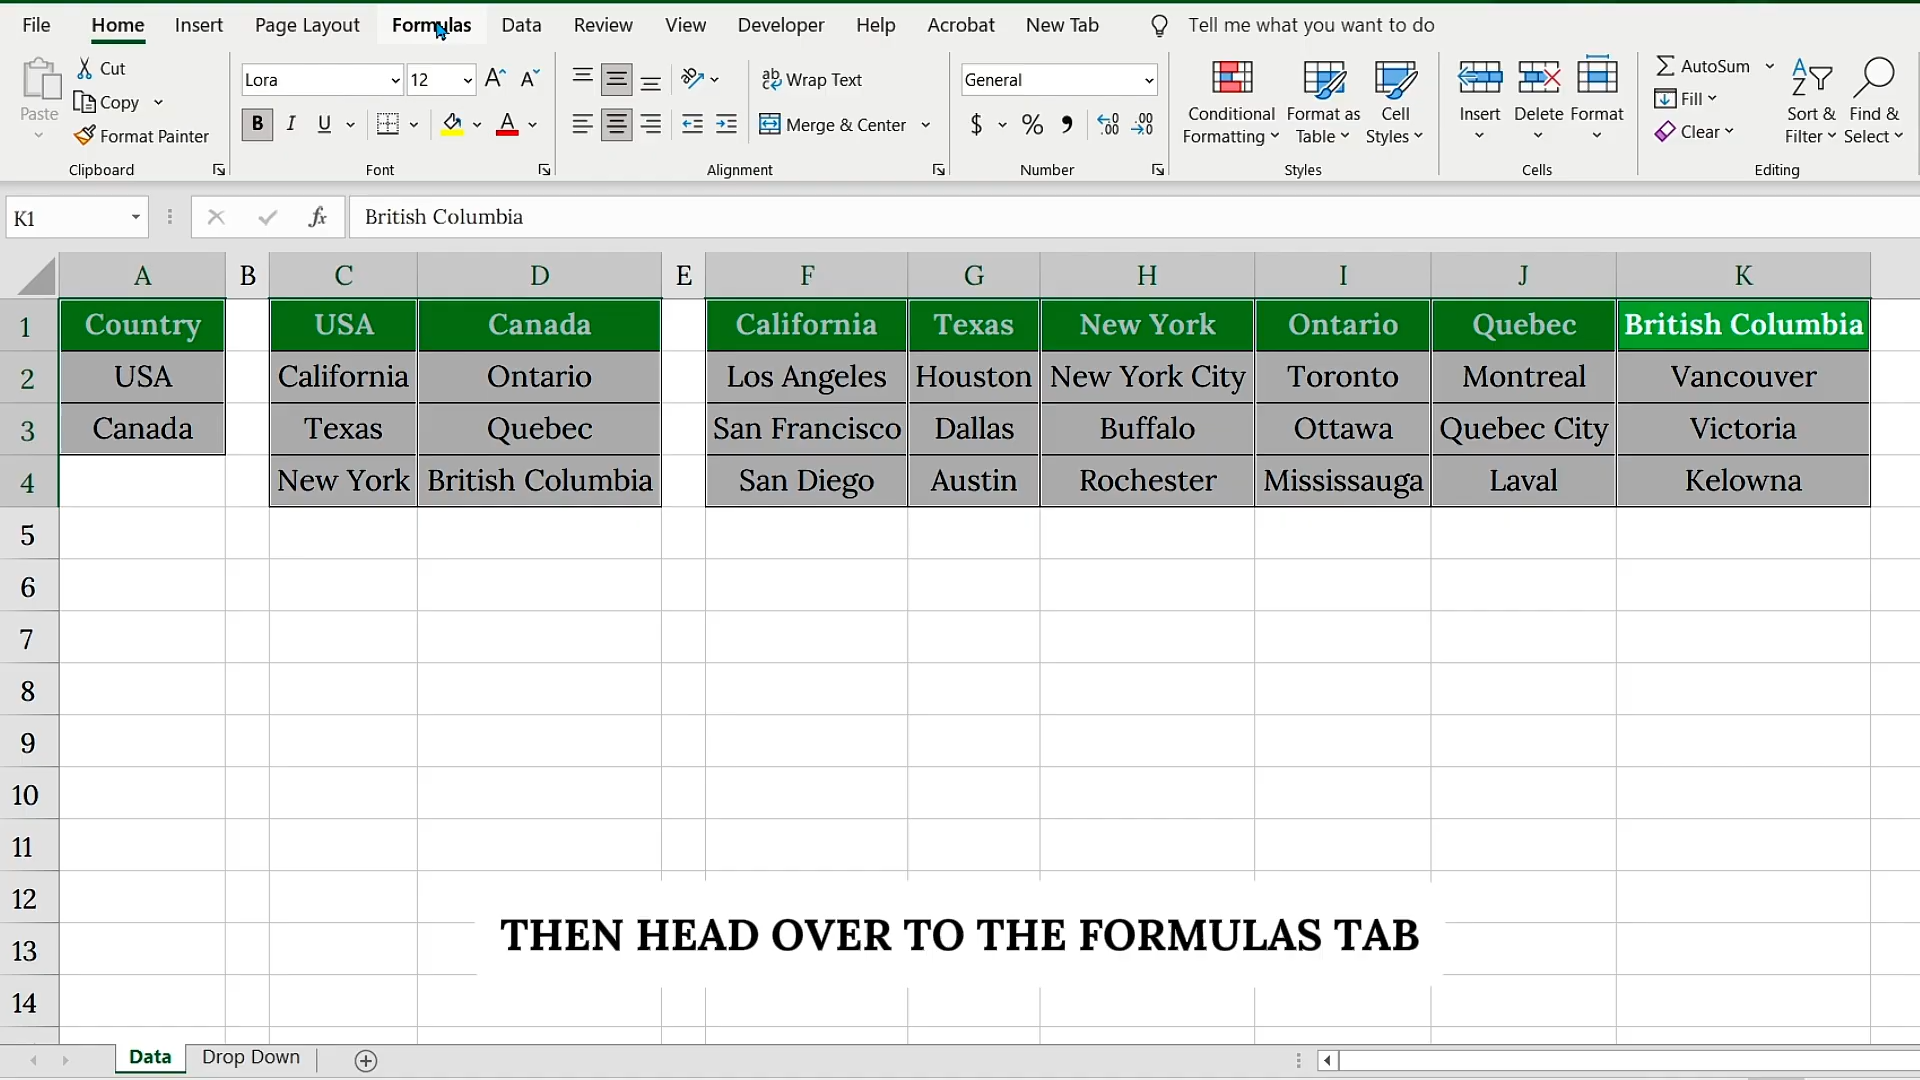 File Home Insert Page Layout Formulas Data Review View Developer Help Acrobat New Tab Tell me what you want to do
Paste
Cut
Copy
Format Painter
Clipboard
Lora 12
B I U
Font
Wrap Text
Merge & Center
Alignment
General
$ % ,
Number
Conditional Formatting
Format as Table
Cell Styles
Styles
Insert
Delete
Format
Cells
AutoSum
Fill
Clear
Sort & Filter
Find & Select
Editing
K1 fx British Columbia
A B C D E F G H I J K
1 Country USA Canada California Texas New York Ontario Quebec British Columbia
2 USA California Ontario Los Angeles Houston New York City Toronto Montreal Vancouver
3 Canada Texas Quebec San Francisco Dallas Buffalo Ottawa Quebec City Victoria
4 New York British Columbia San Diego Austin Rochester Mississauga Laval Kelowna
5
6
7
8
9
10
11
12
13
14
THEN HEAD OVER TO THE FORMULAS TAB
Data Drop Down